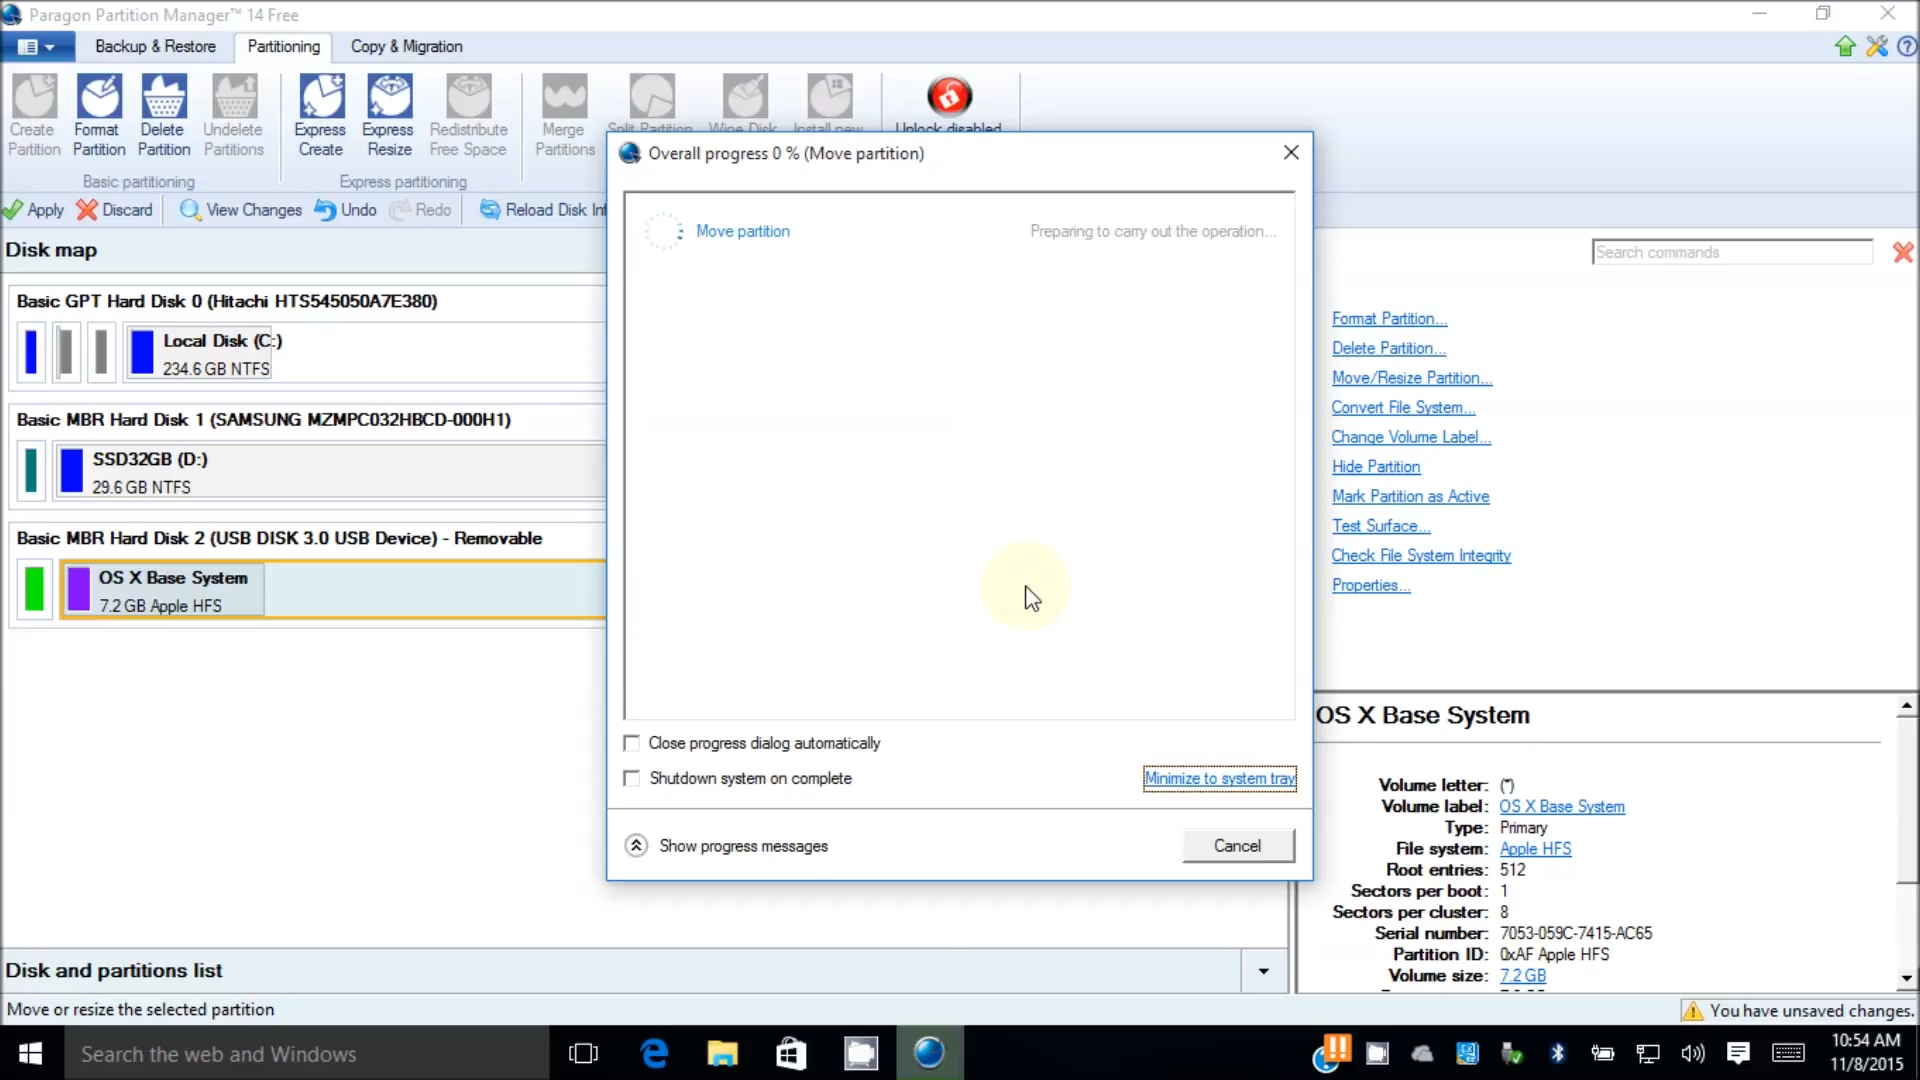 Paragon Partition Manager™ 14 Free
Backup & Restore
Partitioning
Copy & Migration
Create Partition
Format Partition
Delete Partition
Undelete Partitions
Express Create
Express Resize
Redistribute Free Space
Merge Partitions
Split Partition
Wipe Disk
Install new
Unlock disabled
Basic partitioning
Express partitioning
Apply
Discard
View Changes
Undo
Redo
Reload Disk Inf
Disk map
Search commands
Basic GPT Hard Disk 0 (Hitachi HTS545050A7E380)
Local Disk (C:)
234.6 GB NTFS
Basic MBR Hard Disk 1 (SAMSUNG MZMPC032HBCD-000H1)
SSD32GB (D:)
29.6 GB NTFS
Basic MBR Hard Disk 2 (USB DISK 3.0 USB Device) - Removable
OS X Base System
7.2 GB Apple HFS
Overall progress 0 % (Move partition)
Move partition
Preparing to carry out the operation...
Close progress dialog automatically
Shutdown system on complete
Minimize to system tray
Show progress messages
Cancel
Format Partition...
Delete Partition...
Move/Resize Partition...
Convert File System...
Change Volume Label...
Hide Partition
Mark Partition as Active
Test Surface...
Check File System Integrity
Properties...
OS X Base System
Volume letter: (*)
Volume label: OS X Base System
Type: Primary
File system: Apple HFS
Root entries: 512
Sectors per boot: 1
Sectors per cluster: 8
Serial number: 7053-059C-7415-AC65
Partition ID: 0xAF Apple HFS
Volume size: 7.2 GB
Disk and partitions list
Move or resize the selected partition
You have unsaved changes.
Search the web and Windows
10:54 AM
11/8/2015